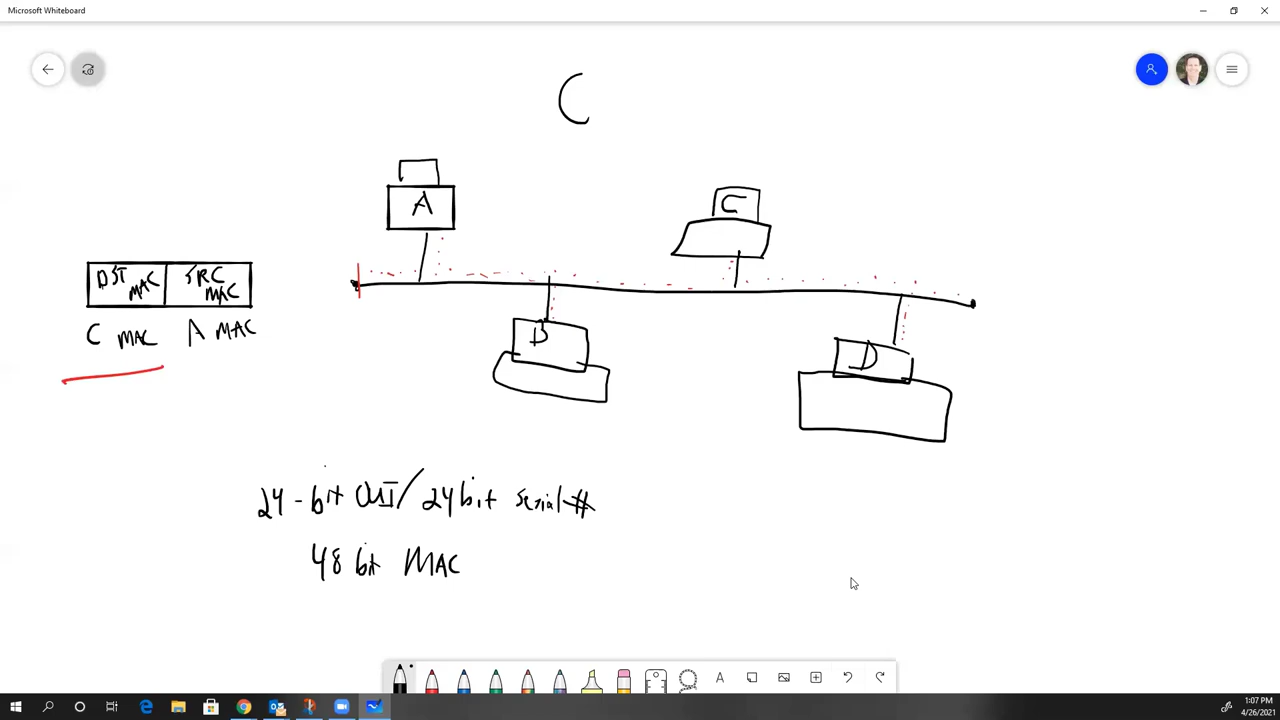 Microsoft Whiteboard
C
A
C
DST MAC SRC MAC
C MAC A MAC
B
D
24-bit OUI/24bit serial#
48 bit MAC
A
1:07 PM
4/26/2021